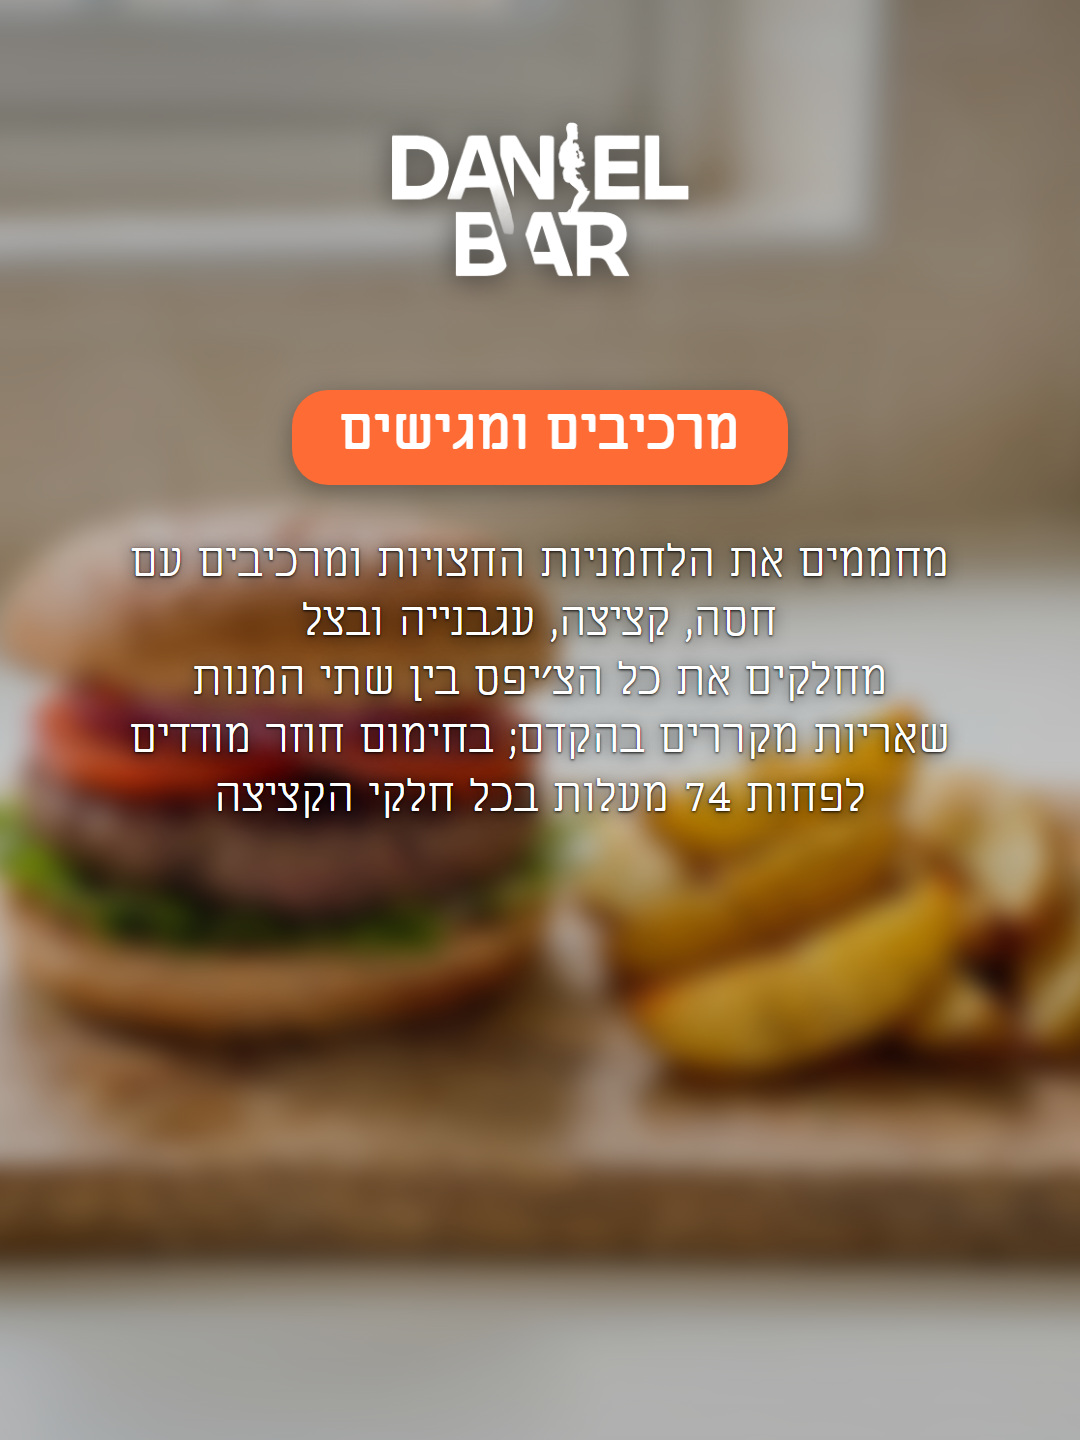 DANIEL
BAR
מרכיבים ומגישים
מחממים את הלחמניות החצויות ומרכיבים עם
חסה, קציצה, עגבנייה ובצל
מחלקים את כל הצ׳יפס בין שתי המנות
שאריות מקררים בהקדם; בחימום חוזר מודדים
לפחות 74 מעלות בכל חלקי הקציצה